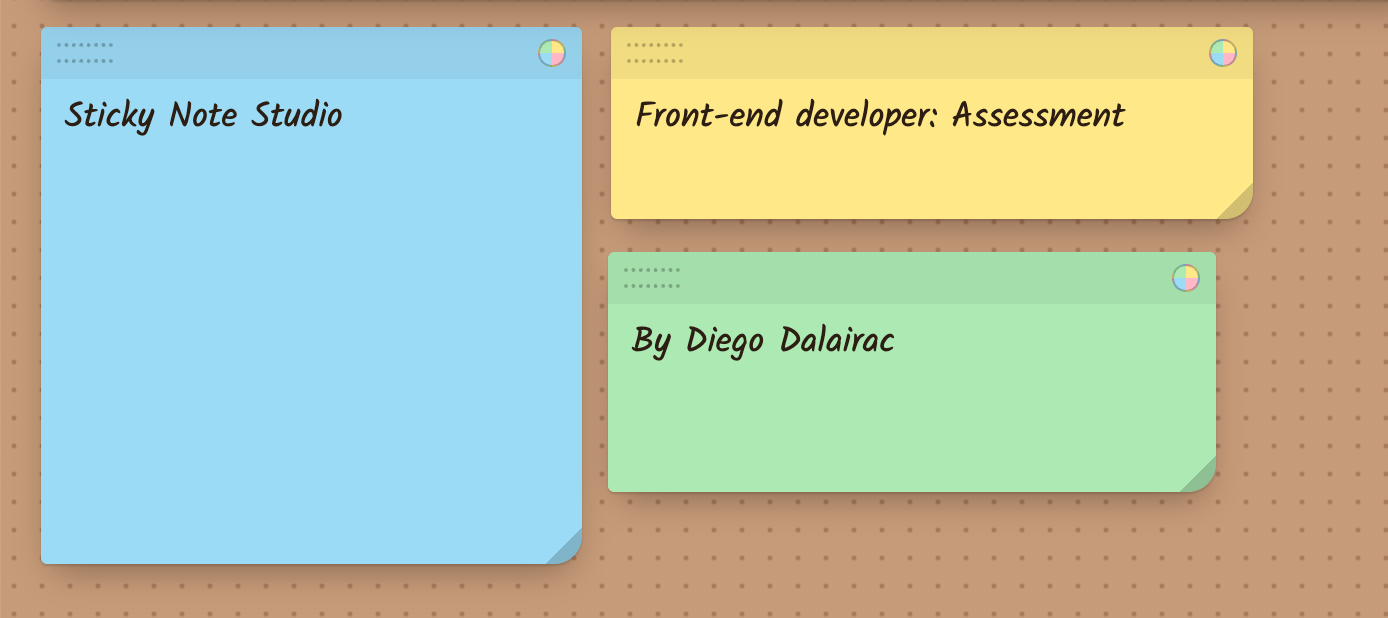 Sticky Note Studio
Front-end developer: Assessment
By Diego Dalairac